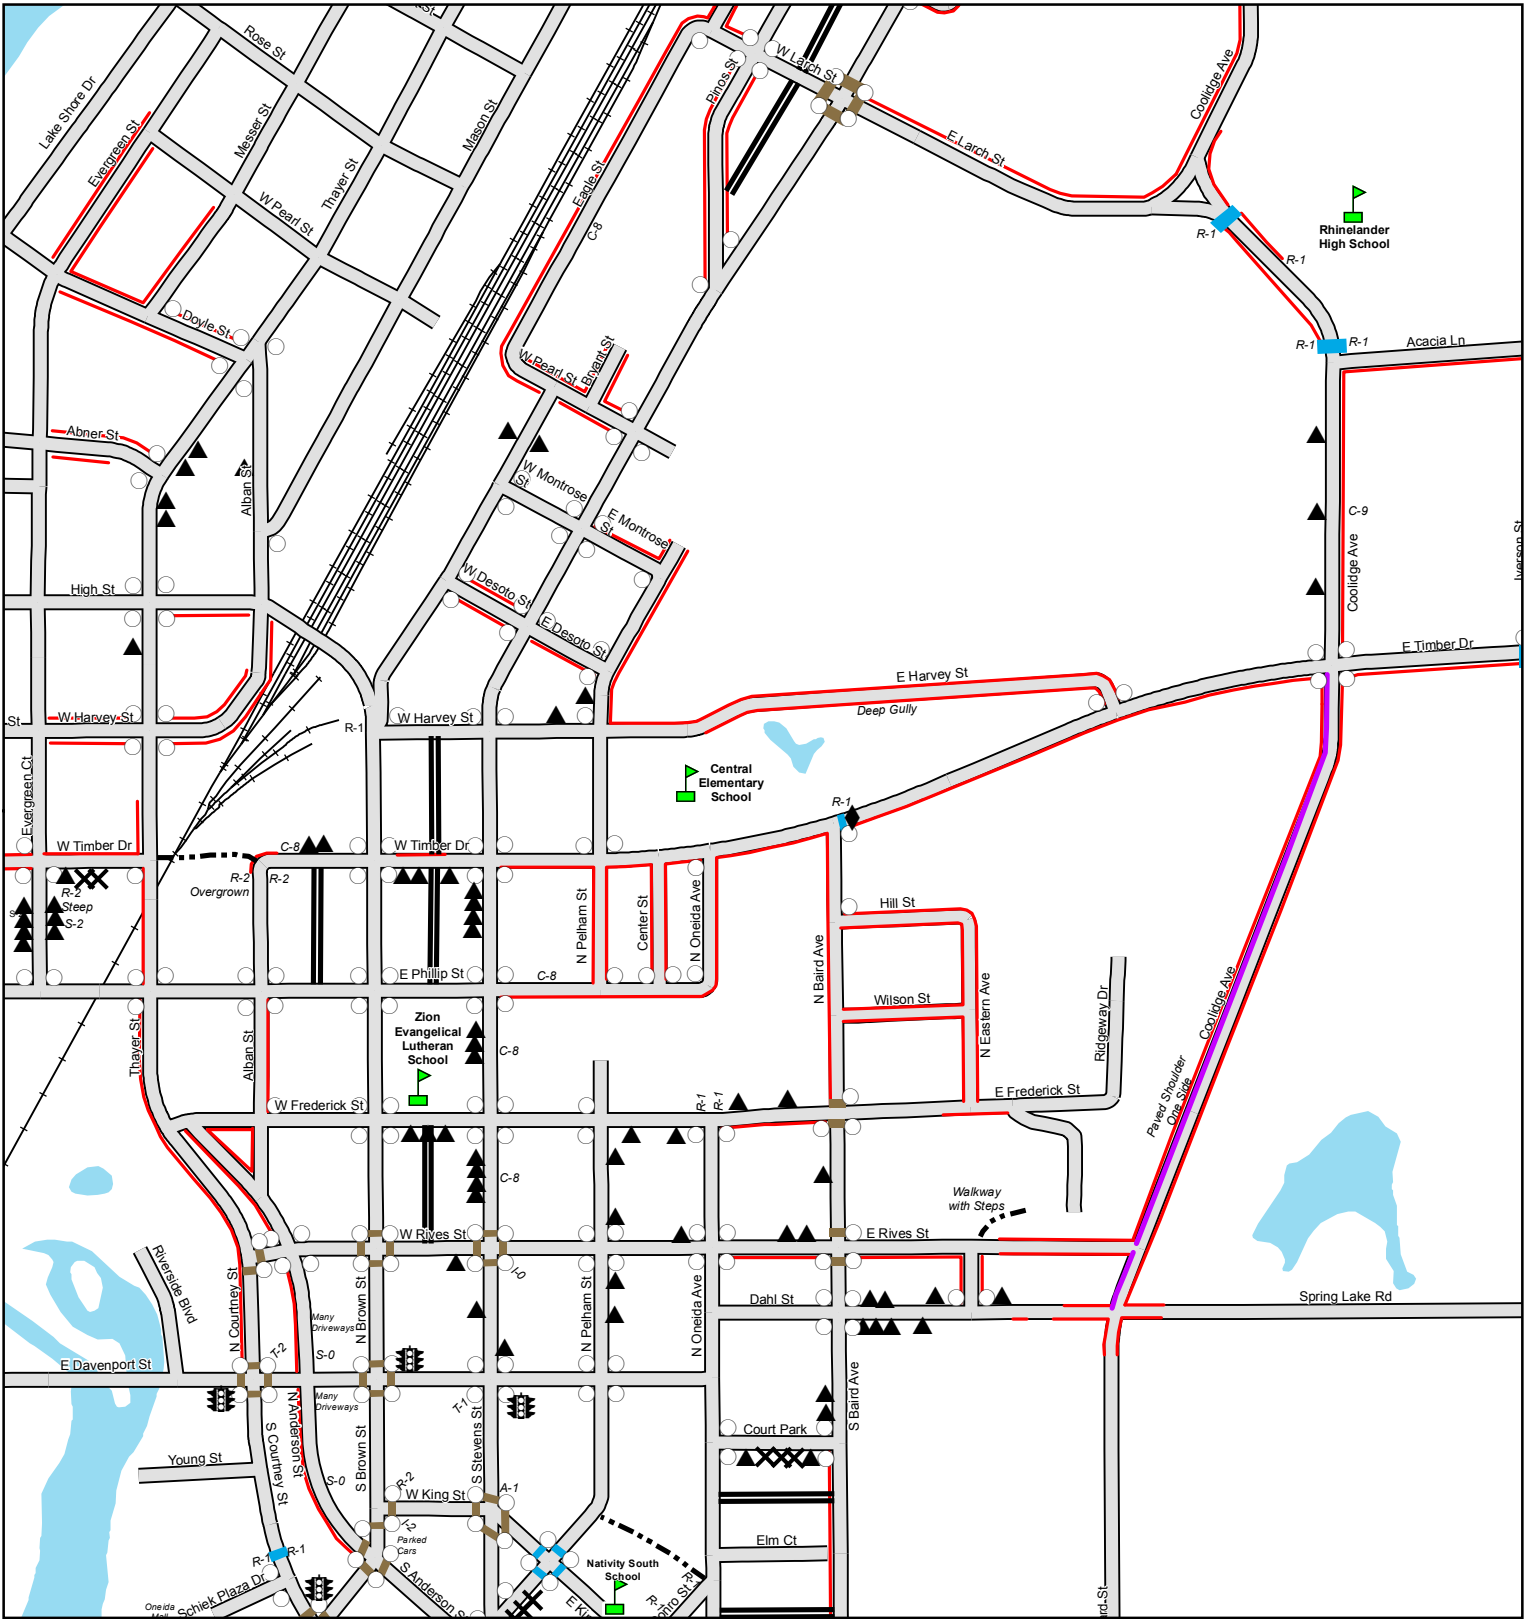 Rose St
W Larch St
Lake Shore Dr
Evergreen St
Messer St
Thayer St
Mason St
Pinos St
Coolidge Ave
E Larch St
W Pearl St
Eagle St
C-8
R-1
Rhinelander
High School
R-1
Doyle St
W Pearl St
Bryant St
R-1
R-1
Acacia Ln
Abner St
Alban St
W Montrose
St
E Montrose
St
C-9
Coolidge Ave
Iverson St
High St
W Desoto St
E Desoto St
E Timber Dr
St
W Harvey St
R-1
W Harvey St
E Harvey St
Deep Gully
Evergreen Ct
Central
Elementary
School
R-1
W Timber Dr
C-8
W Timber Dr
R-2
Overgrown
R-2
R-2
Steep
S-2
N Pelham St
Center St
N Oneida Ave
Hill St
N Baird Ave
E Phillip St
C-8
Wilson St
N Eastern Ave
Ridgeway Dr
Coolidge Ave
Paved Shoulder
One Side
Thayer St
Alban St
Zion
Evangelical
Lutheran
School
C-8
W Frederick St
R-1
R-1
E Frederick St
C-8
Walkway
with Steps
W Rives St
E Rives St
Riverside Blvd
N Courtney St
I-0
N Brown St
N Pelham St
N Oneida Ave
Many
Driveways
Dahl St
Spring Lake Rd
T-2
S-0
E Davenport St
N Anderson St
Many
Driveways
T-1
S Baird Ave
S Courtney St
S Brown St
S Stevens St
Court Park
Young St
S-0
R-2
W King St
A-1
I-2
Parked
Cars
R-1
R-1
Elm Ct
S Anderson St
Nativity South
School
Schiek Plaza Dr
Oneida